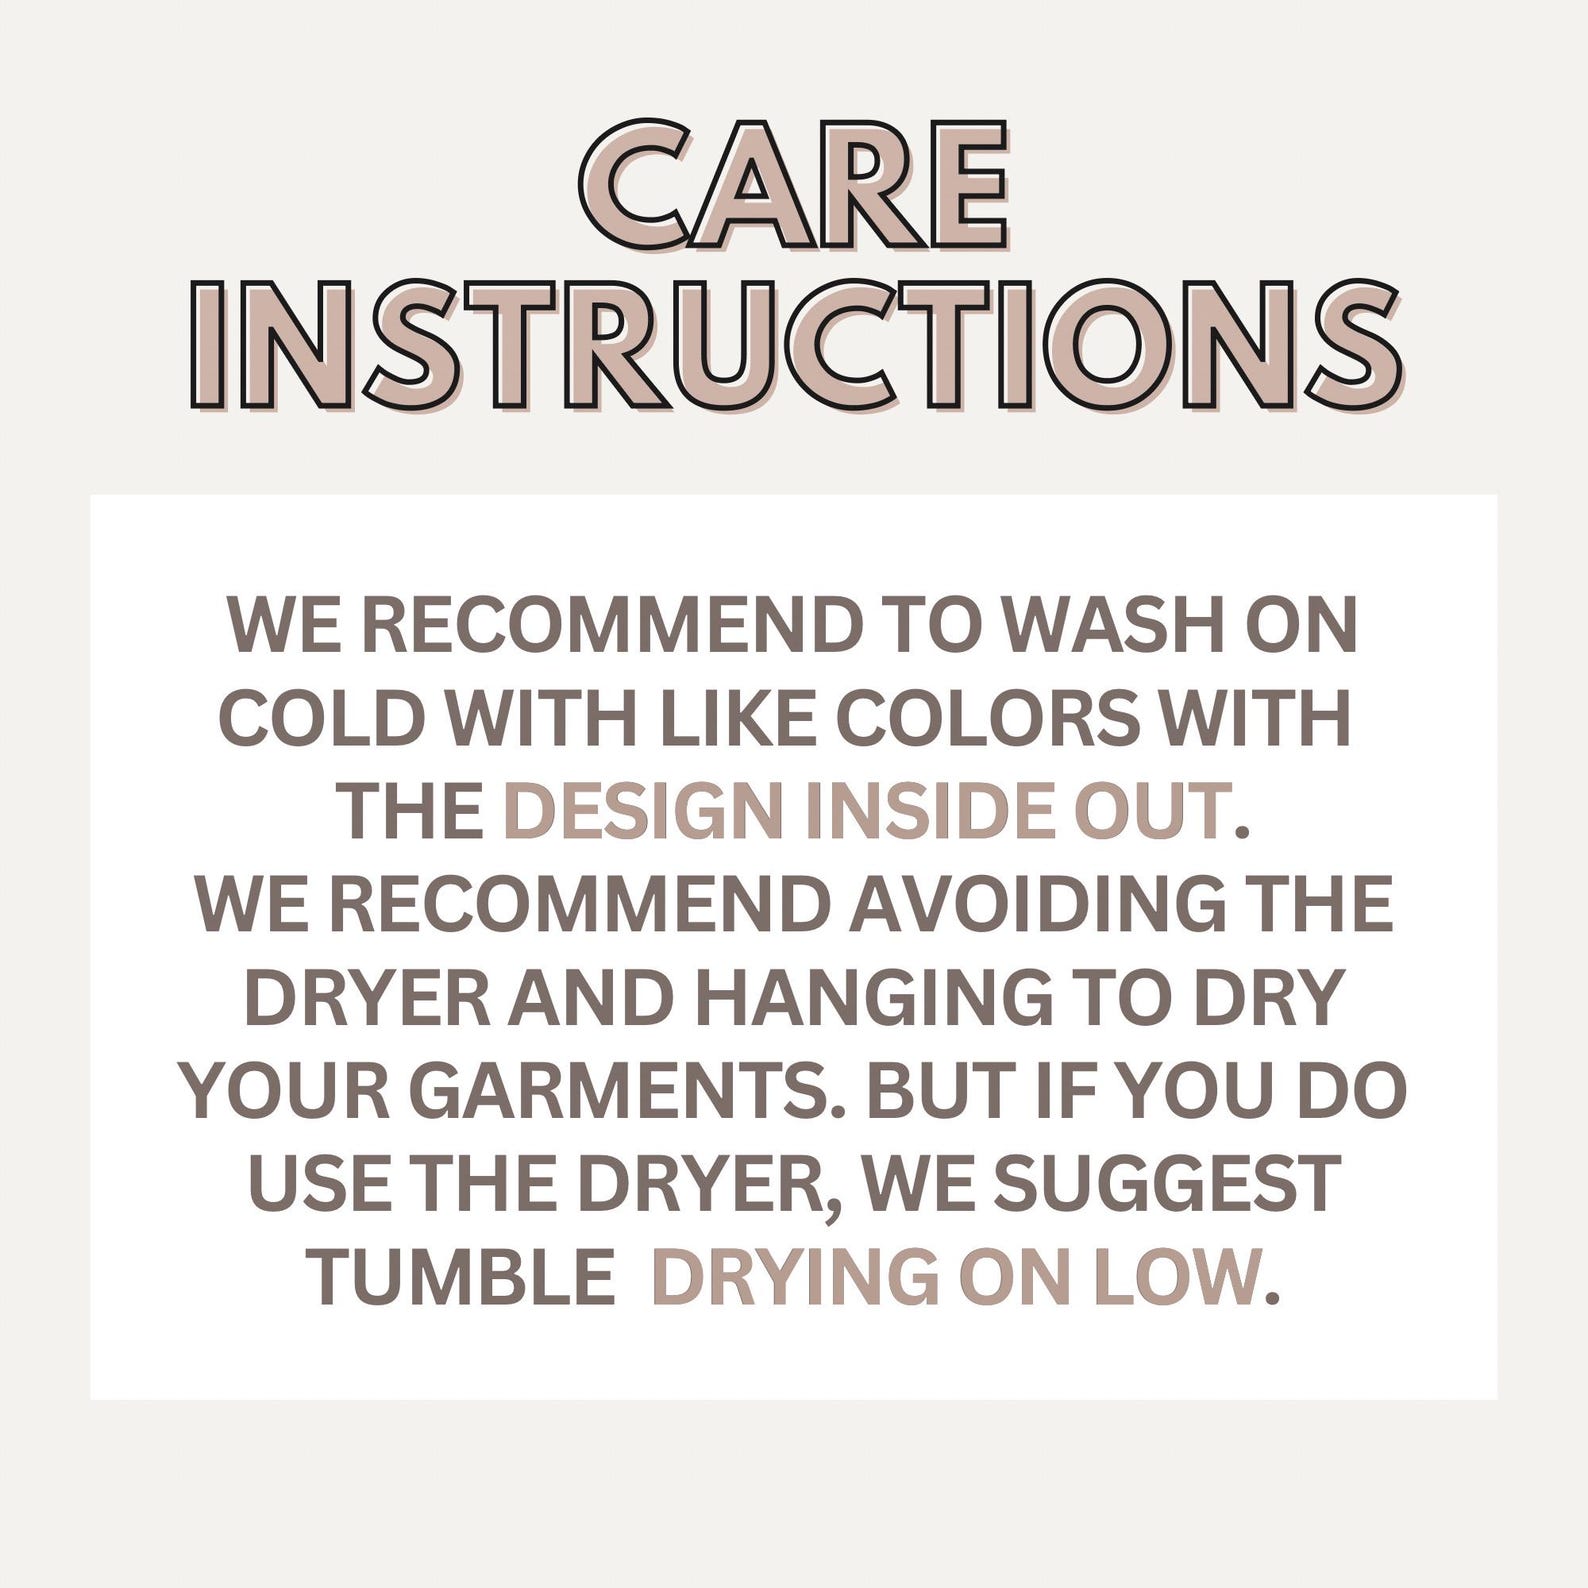 CARE
INSTRUCTIONS
WE RECOMMEND TO WASH ON
COLD WITH LIKE COLORS WITH
THE DESIGN INSIDE OUT.
WE RECOMMEND AVOIDING THE
DRYER AND HANGING TO DRY
YOUR GARMENTS. BUT IF YOU DO
USE THE DRYER, WE SUGGEST
TUMBLE DRYING ON LOW.